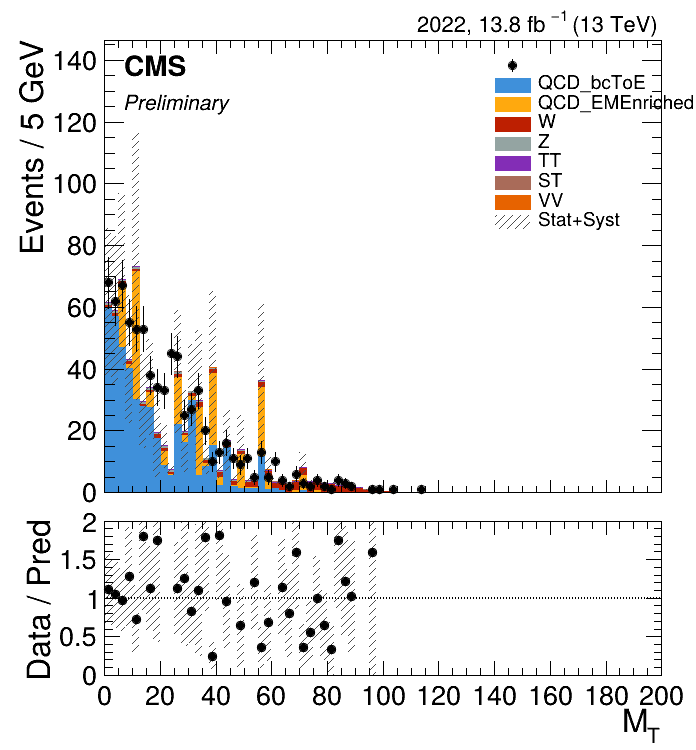 2022, 13.8 fb⁻¹ (13 TeV)
Events / 5 GeV
140
120
100
80
60
40
20
0
CMS
Preliminary
QCD_bcToE
QCD_EMEnriched
W
Z
TT
ST
VV
Stat+Syst
Data / Pred
2
1.5
1
0.5
0
0 20 40 60 80 100 120 140 160 180 200
M_T